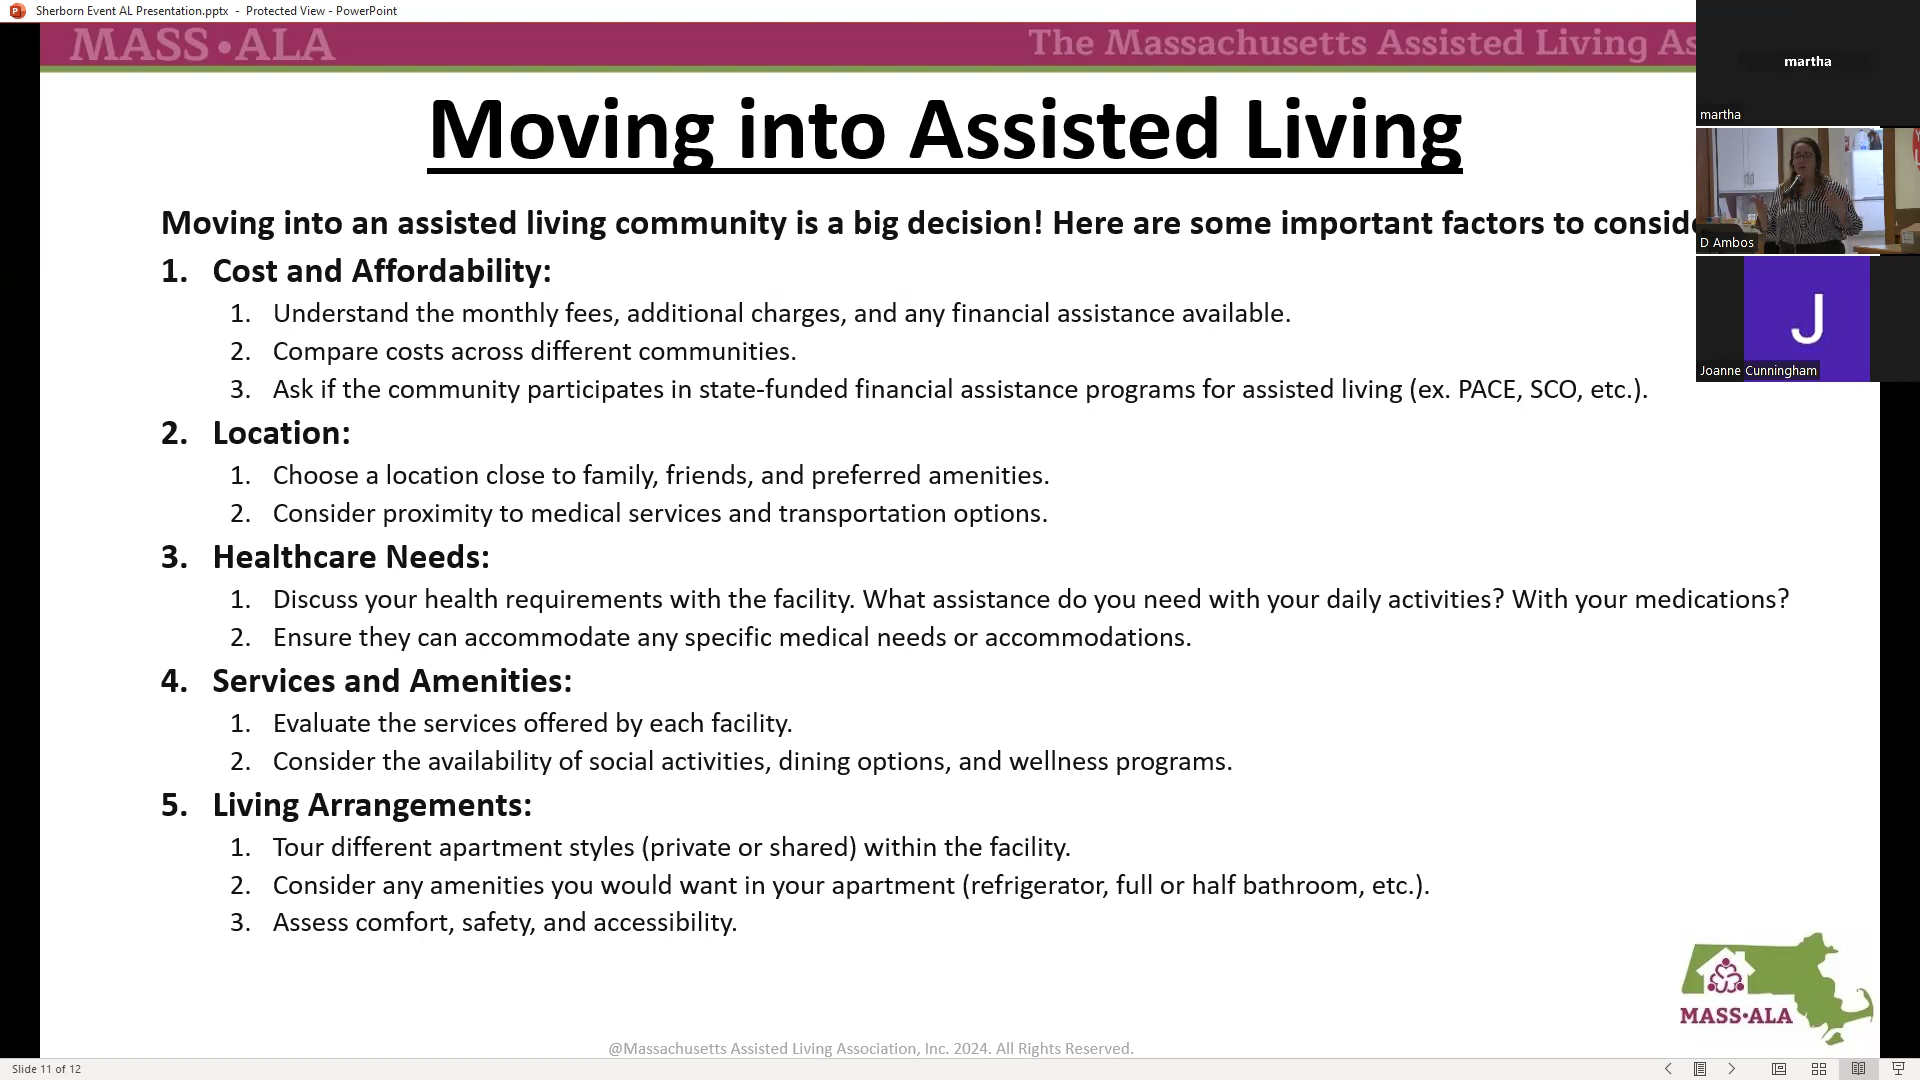 Sherborn Event AL Presentation.pptx - Protected View - PowerPoint
MASS•ALA
The Massachusetts Assisted Living As
martha
martha
Moving into Assisted Living
D Ambos
Moving into an assisted living community is a big decision! Here are some important factors to conside
Joanne Cunningham
J
1. Cost and Affordability:
1. Understand the monthly fees, additional charges, and any financial assistance available.
2. Compare costs across different communities.
3. Ask if the community participates in state-funded financial assistance programs for assisted living (ex. PACE, SCO, etc.).
2. Location:
1. Choose a location close to family, friends, and preferred amenities.
2. Consider proximity to medical services and transportation options.
3. Healthcare Needs:
1. Discuss your health requirements with the facility. What assistance do you need with your daily activities? With your medications?
2. Ensure they can accommodate any specific medical needs or accommodations.
4. Services and Amenities:
1. Evaluate the services offered by each facility.
2. Consider the availability of social activities, dining options, and wellness programs.
5. Living Arrangements:
1. Tour different apartment styles (private or shared) within the facility.
2. Consider any amenities you would want in your apartment (refrigerator, full or half bathroom, etc.).
3. Assess comfort, safety, and accessibility.
MASS•ALA
@Massachusetts Assisted Living Association, Inc. 2024. All Rights Reserved.
Slide 11 of 12